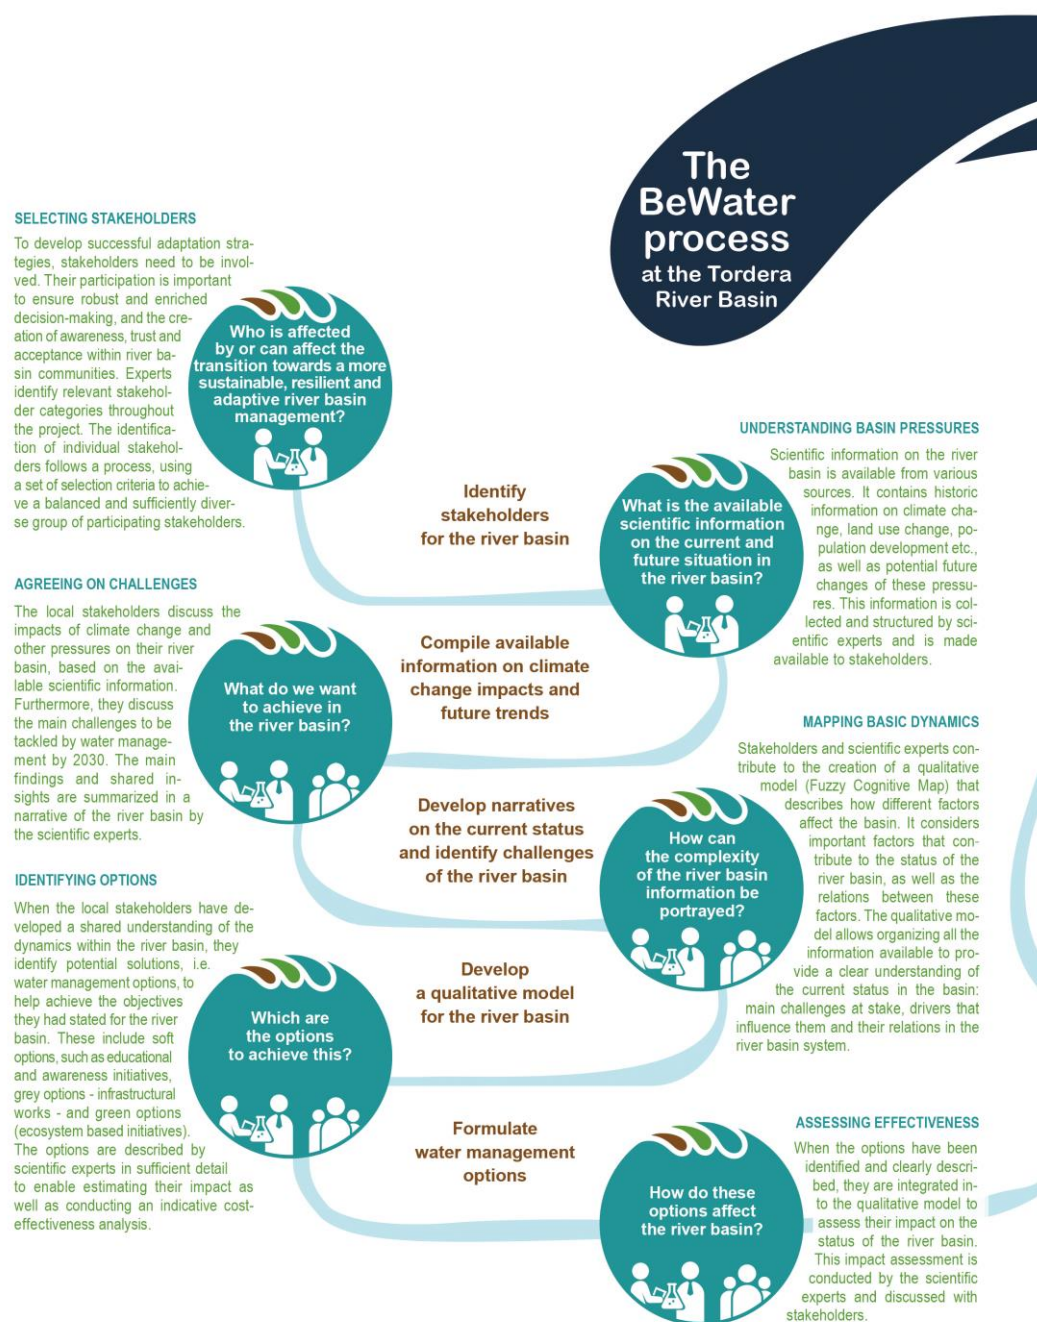 The
BeWater
process
at the Tordera
River Basin
SELECTING STAKEHOLDERS
To develop successful adaptation stra-
tegies, stakeholders need to be invol-
ved. Their participation is important
to ensure robust and enriched
decision-making, and the cre-
ation of awareness, trust and
acceptance within river ba-
sin communities. Experts
identify relevant stakehol-
der categories throughout
the project. The identifica-
tion of individual stakehol-
ders follows a process, using
a set of selection criteria to achie-
ve a balanced and sufficiently diver-
se group of participating stakeholders.
Who is affected
by or can affect the
transition towards a more
sustainable, resilient and
adaptive river basin
management?
Identify
stakeholders
for the river basin
UNDERSTANDING BASIN PRESSURES
Scientific information on the river
basin is available from various
sources. It contains historic
information on climate cha-
nge, land use change, po-
pulation development etc.,
as well as potential future
changes of these pressu-
res. This information is col-
lected and structured by sci-
entific experts and is made
available to stakeholders.
What is the available
scientific information
on the current and
future situation in
the river basin?
Compile available
information on climate
change impacts and
future trends
AGREEING ON CHALLENGES
The local stakeholders discuss the
impacts of climate change and
other pressures on their river
basin, based on the avai-
lable scientific information.
Furthermore, they discuss
the main challenges to be
tackled by water manage-
ment by 2030. The main
findings and shared in-
sights are summarized in a
narrative of the river basin by
the scientific experts.
What do we want
to achieve in
the river basin?
Develop narratives
on the current status
and identify challenges
of the river basin
MAPPING BASIC DYNAMICS
Stakeholders and scientific experts con-
tribute to the creation of a qualitative
model (Fuzzy Cognitive Map) that
describes how different factors
affect the basin. It considers
important factors that con-
tribute to the status of the
river basin, as well as the
relations between these
factors. The qualitative mo-
del allows organizing all the
information available to pro-
vide a clear understanding of
the current status in the basin:
main challenges at stake, drivers that
influence them and their relations in the
river basin system.
How can
the complexity
of the river basin
information be
portrayed?
Develop
a qualitative model
for the river basin
IDENTIFYING OPTIONS
When the local stakeholders have de-
veloped a shared understanding of the
dynamics within the river basin, they
identify potential solutions, i.e.
water management options, to
help achieve the objectives
they had stated for the river
basin. These include soft
options, such as educational
and awareness initiatives,
grey options - infrastructural
works - and green options
(ecosystem based initiatives).
The options are described by
scientific experts in sufficient detail
to enable estimating their impact as
well as conducting an indicative cost-
effectiveness analysis.
Which are
the options
to achieve this?
Formulate
water management
options
ASSESSING EFFECTIVENESS
When the options have been
identified and clearly descri-
bed, they are integrated in-
to the qualitative model to
assess their impact on the
status of the river basin.
This impact assessment is
conducted by the scientific
experts and discussed with
stakeholders.
How do these
options affect
the river basin?